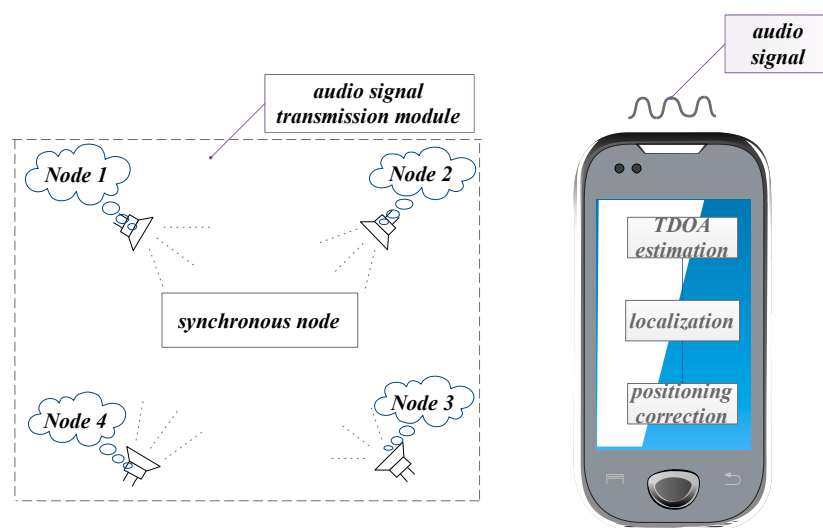 audio signal
transmission module
Node 1
Node 2
synchronous node
Node 4
Node 3
audio
signal
TDOA
estimation
localization
positioning
correction